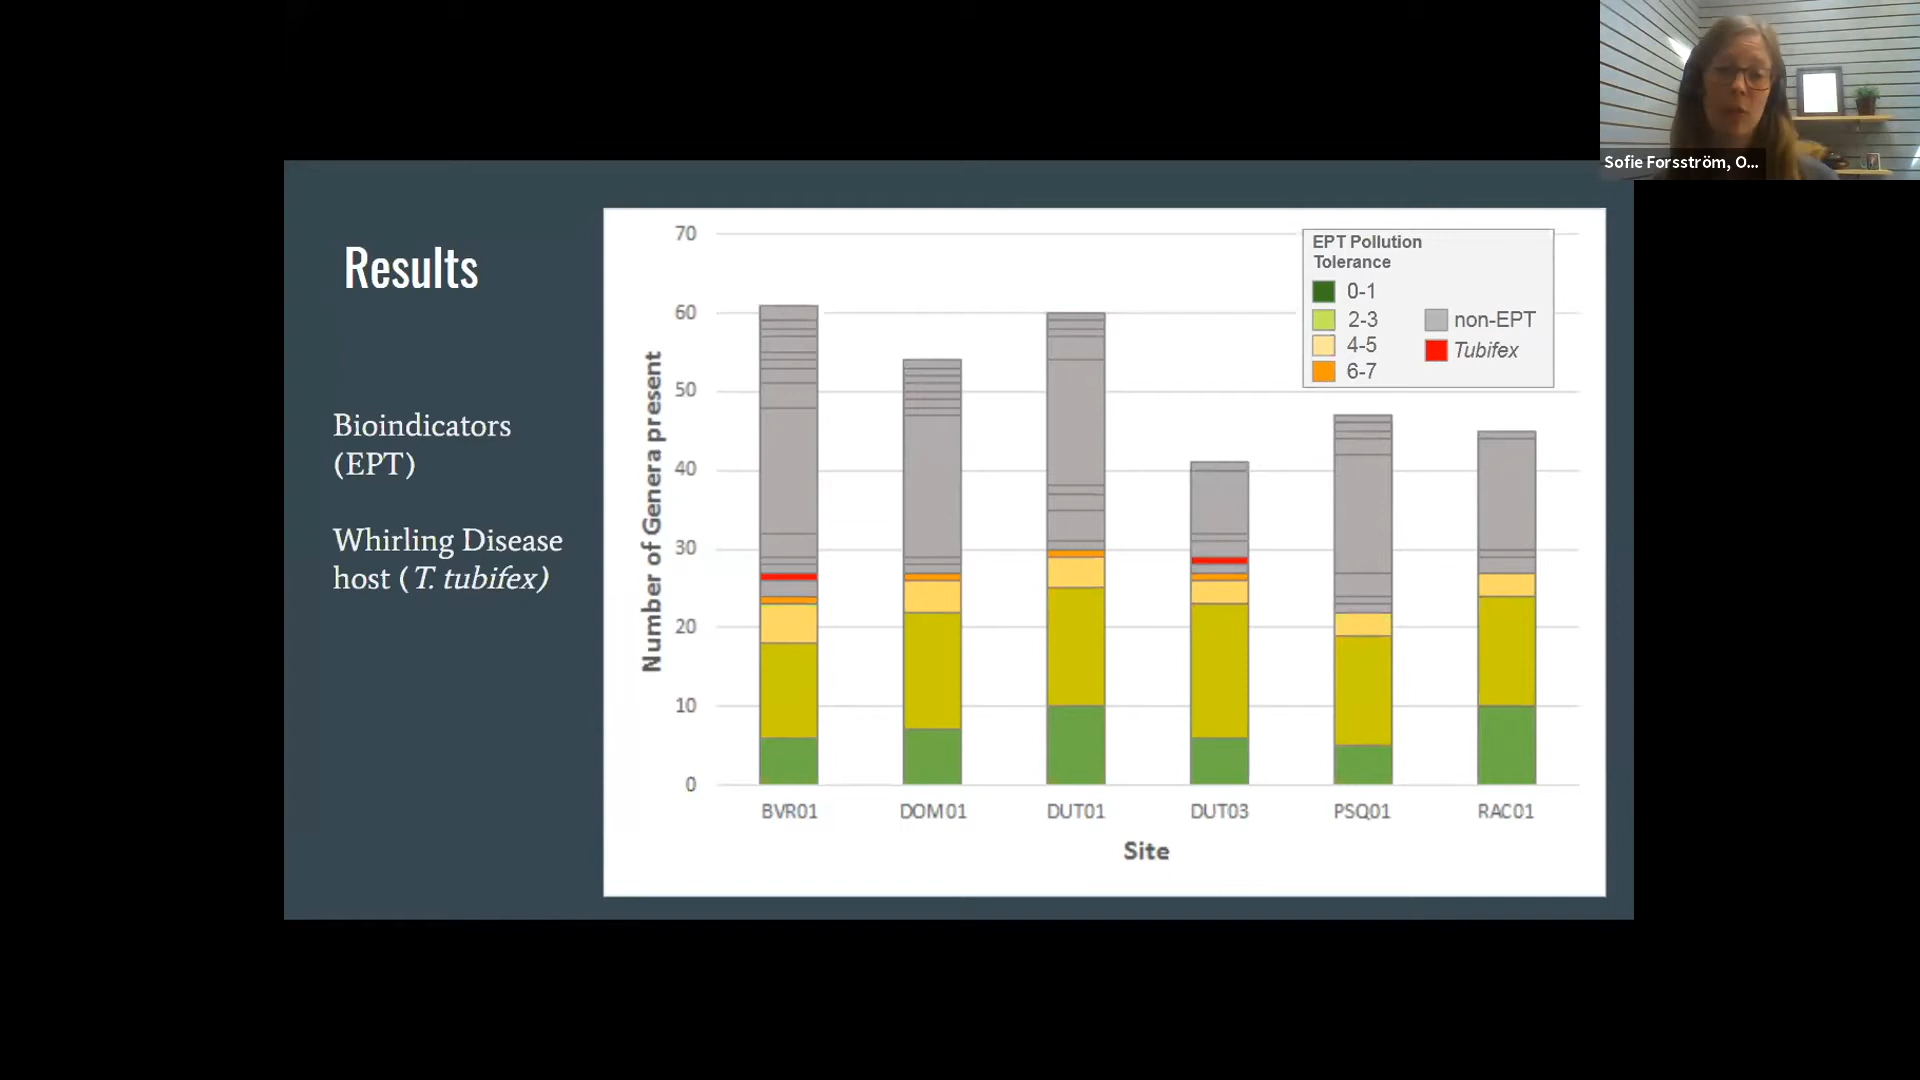 Sofie Forsström, O...
Results
Bioindicators
(EPT)
Whirling Disease
host ( T. tubifex)
70
60
50
40
30
20
10
0
Number of Genera present
EPT Pollution
Tolerance
0-1
2-3
4-5
6-7
non-EPT
Tubifex
BVR01
DOM01
DUT01
DUT03
PSQ01
RAC01
Site